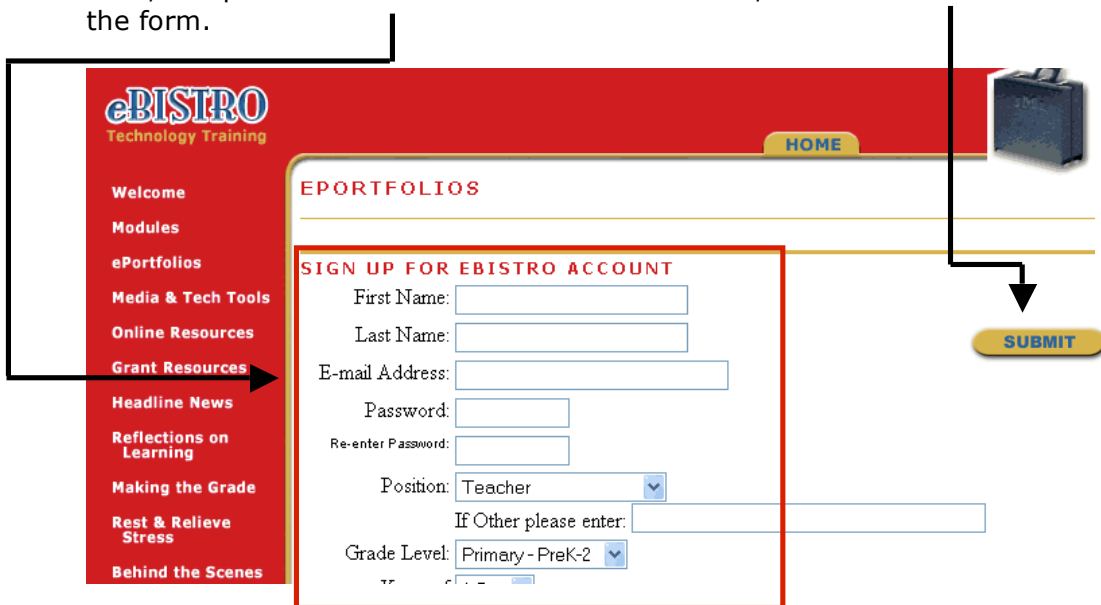 the form.
eBISTRO
Technology Training
HOME
Welcome
Modules
ePortfolios
Media & Tech Tools
Online Resources
Grant Resources
Headline News
Reflections on
Learning
Making the Grade
Rest & Relieve
Stress
Behind the Scenes
EPORTFOLIOS
SIGN UP FOR EBISTRO ACCOUNT
First Name:
Last Name:
E-mail Address:
Password:
Re-enter Password:
Position: Teacher
If Other please enter:
Grade Level: Primary - PreK-2
SUBMIT